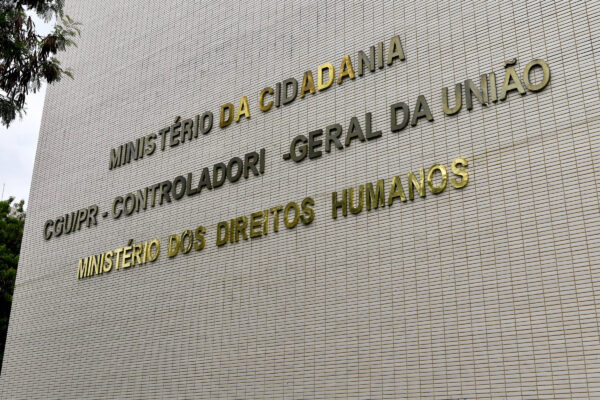 MINISTÉRIO DA CIDADANIA
CGU/PR - CONTROLADORI -GERAL DA UNIÃO
MINISTÉRIO DOS DIREITOS HUMANOS